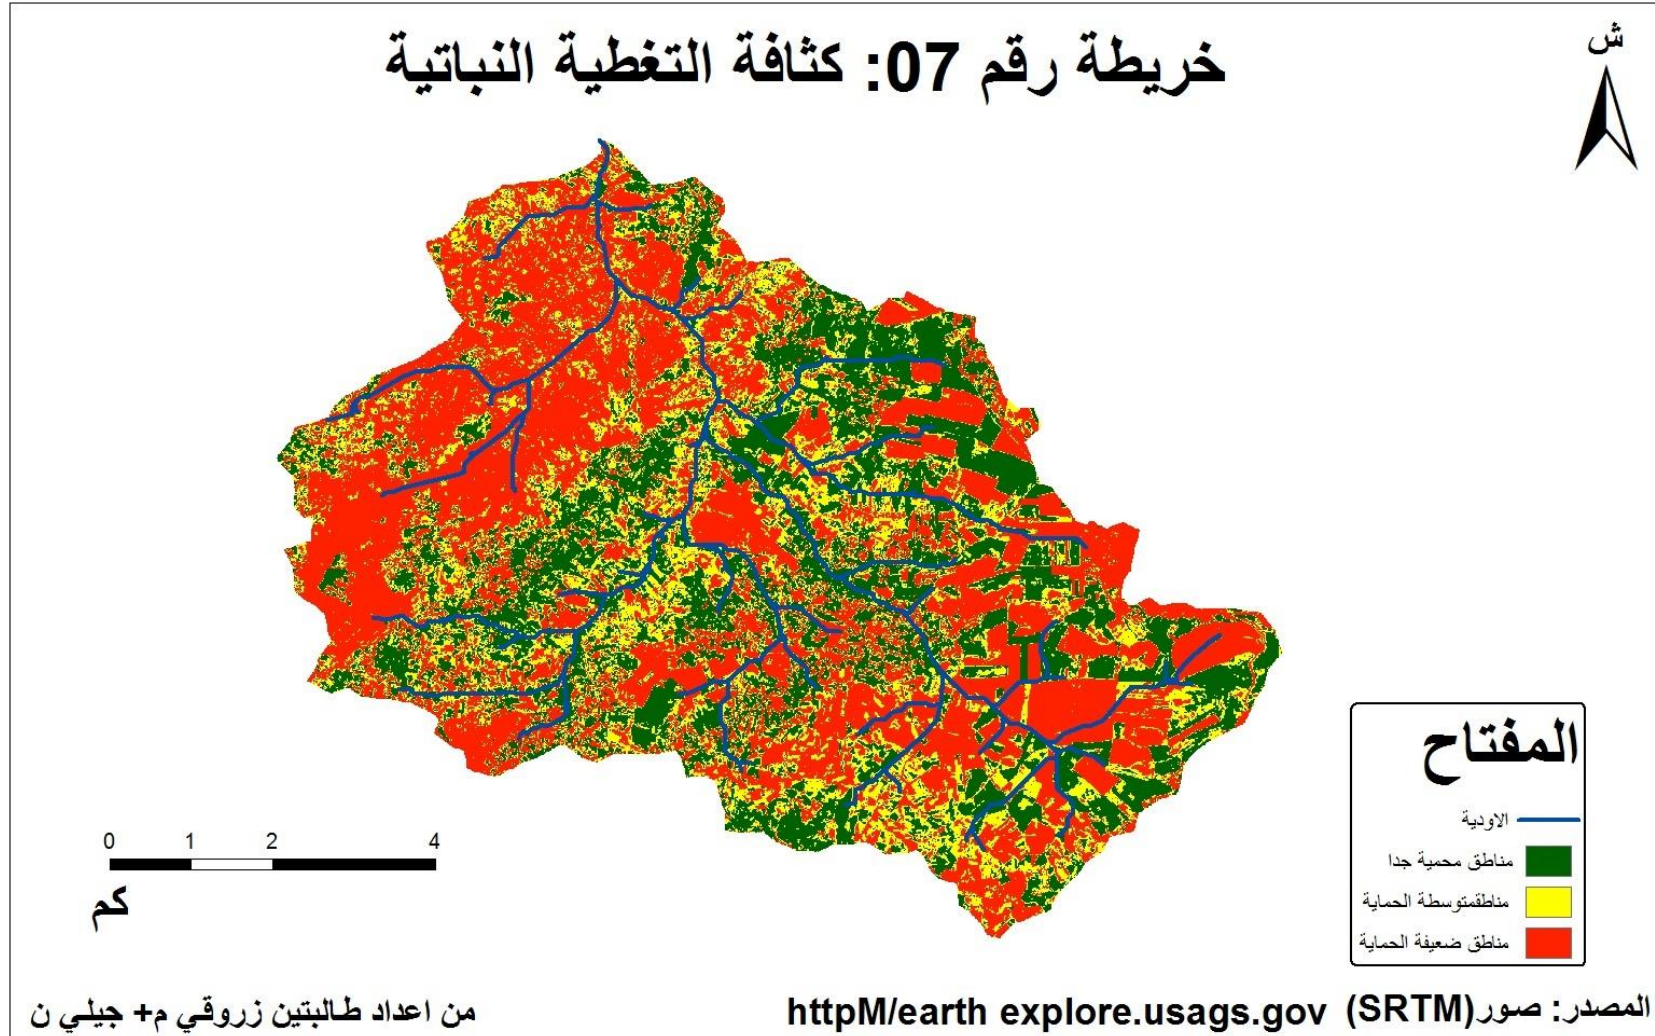 خريطة رقم 07: كثافة التغطية النباتية
ش
المفتاح
الاودية
مناطق محمية جدا
مناطقمتوسطة الحماية
مناطق ضعيفة الحماية
0 1 2 4
كم
المصدر: صور(SRTM) httpM/earth explore.usags.gov
من اعداد طالبتين زروقي م+ جيلي ن